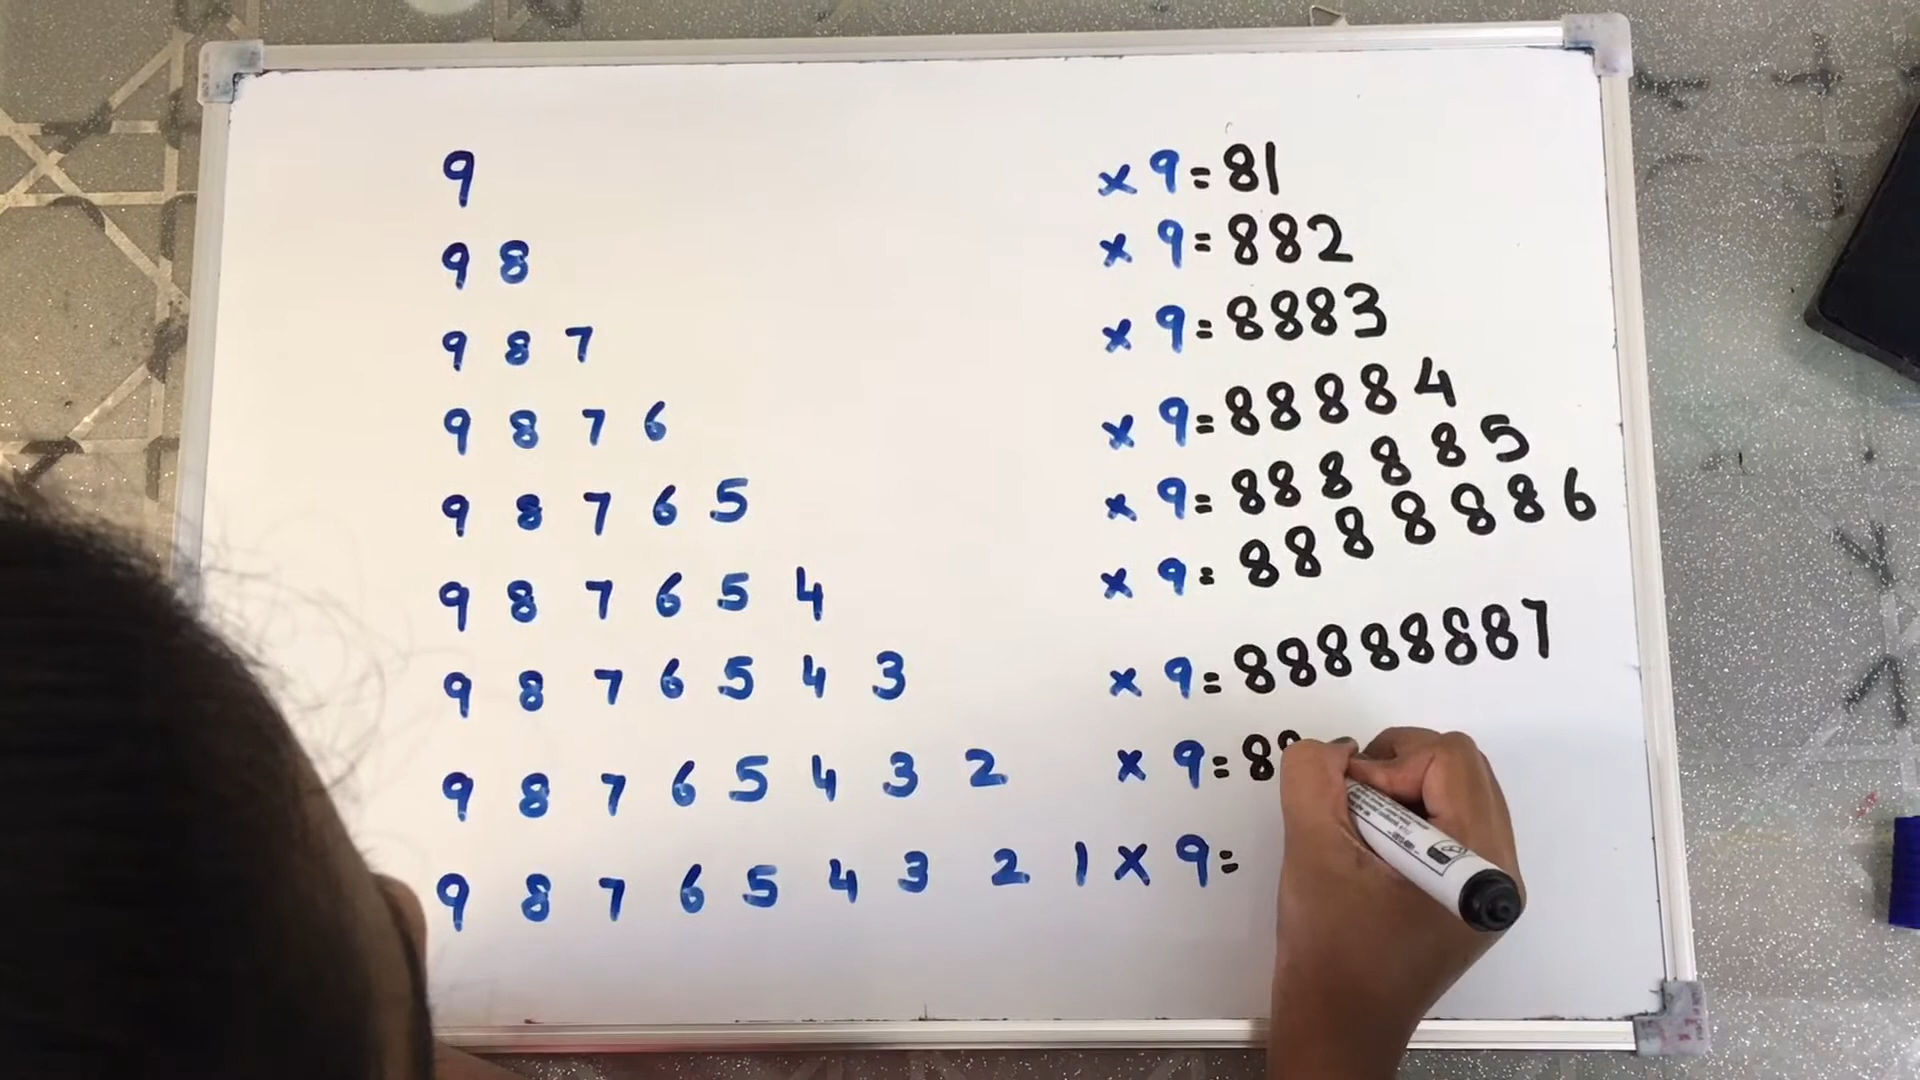 9 × 9 = 81
9 8 × 9 = 882
9 8 7 × 9 = 8883
9 8 7 6 × 9 = 88884
9 8 7 6 5 × 9 = 888885
9 8 7 6 5 4 × 9 = 8888886
9 8 7 6 5 4 3 × 9 = 88888887
9 8 7 6 5 4 3 2 × 9 = 88
9 8 7 6 5 4 3 2 1 × 9 =